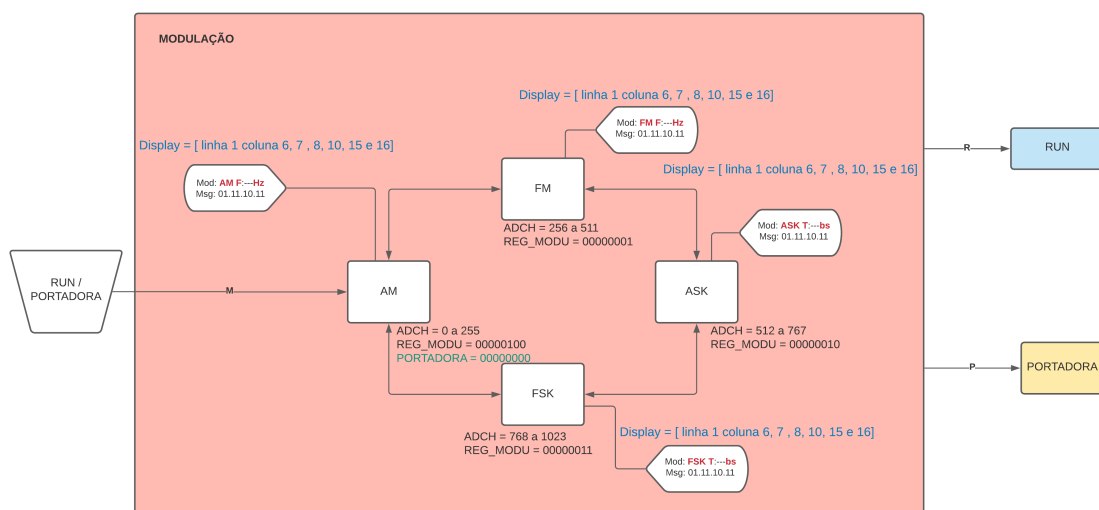 MODULAÇÃO
Display = [ linha 1 coluna 6, 7 , 8, 10, 15 e 16]
Mod: FM F:---Hz
Msg: 01.11.10.11
Display = [ linha 1 coluna 6, 7 , 8, 10, 15 e 16]
Mod: AM F:---Hz
Msg: 01.11.10.11
R
RUN
Display = [ linha 1 coluna 6, 7 , 8, 10, 15 e 16]
FM
ADCH = 256 a 511
REG_MODU = 00000001
Mod: ASK T:---bs
Msg: 01.11.10.11
RUN /
PORTADORA
M
AM
ASK
ADCH = 0 a 255
REG_MODU = 00000100
PORTADORA = 00000000
ADCH = 512 a 767
REG_MODU = 00000010
P
PORTADORA
FSK
ADCH = 768 a 1023
REG_MODU = 00000011
Display = [ linha 1 coluna 6, 7 , 8, 10, 15 e 16]
Mod: FSK T:---bs
Msg: 01.11.10.11